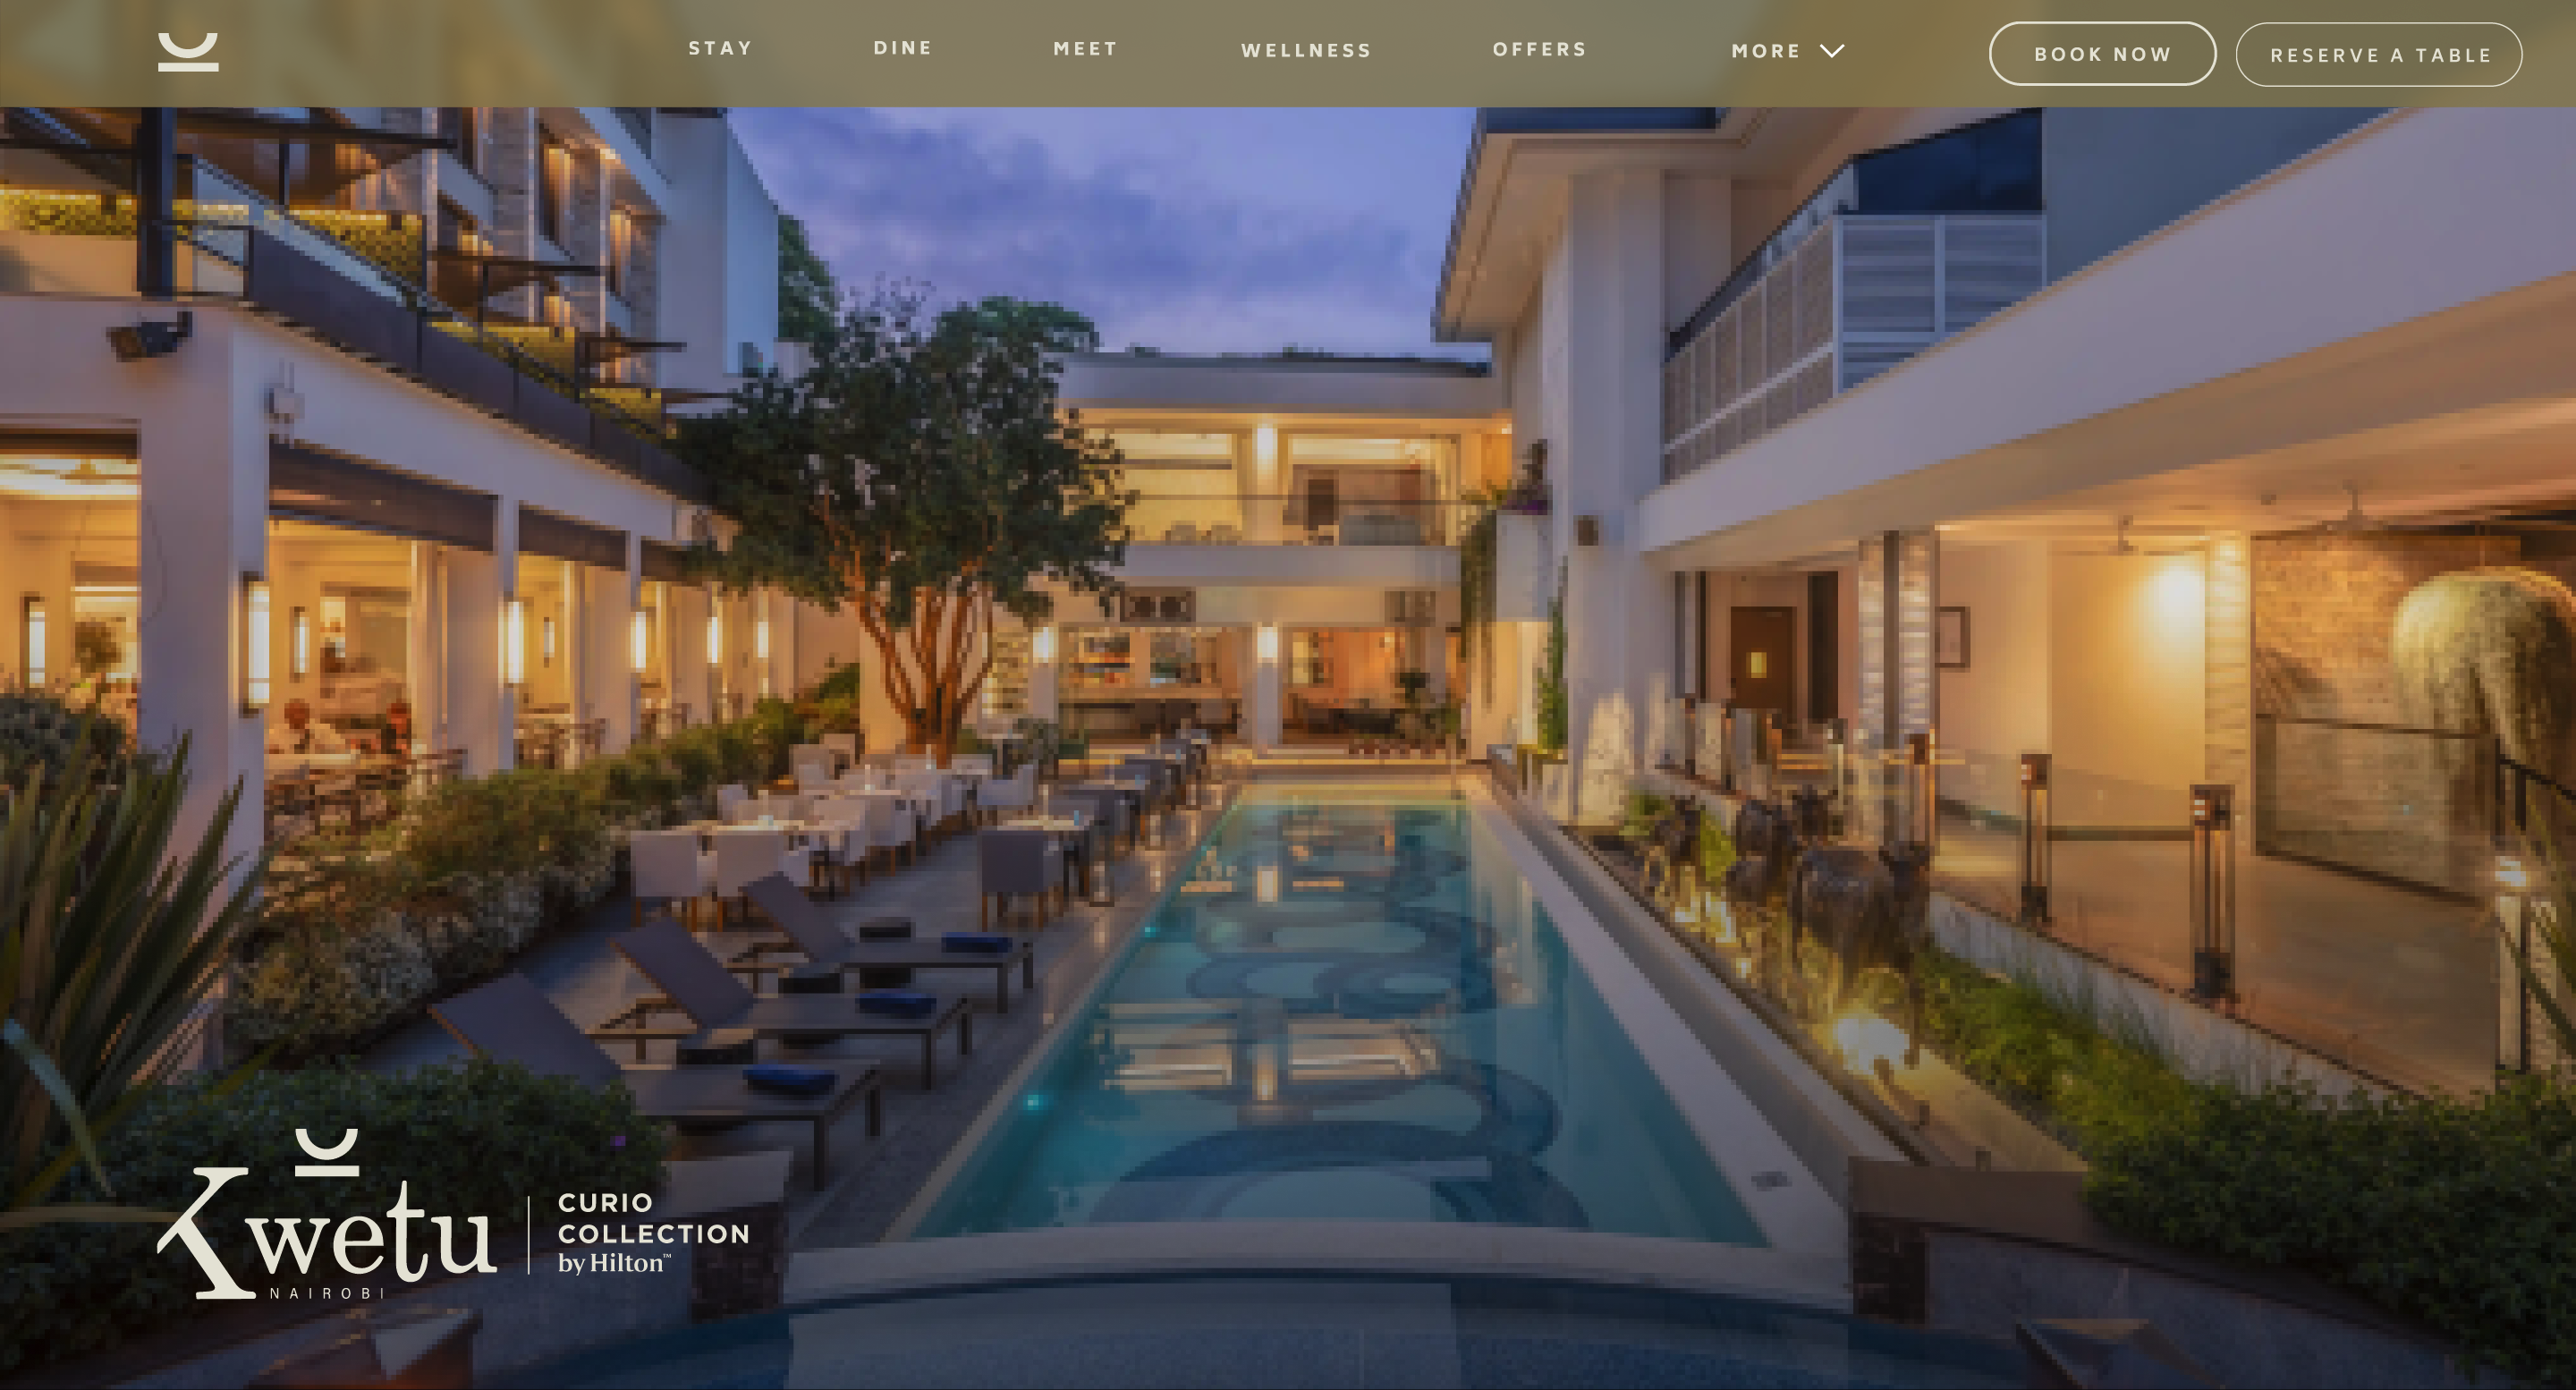 STAY
DINE
MEET
WELLNESS
OFFERS
MORE
BOOK NOW
RESERVE A TABLE
Kwetu
NAIROBI
CURIO
COLLECTION
by Hilton™